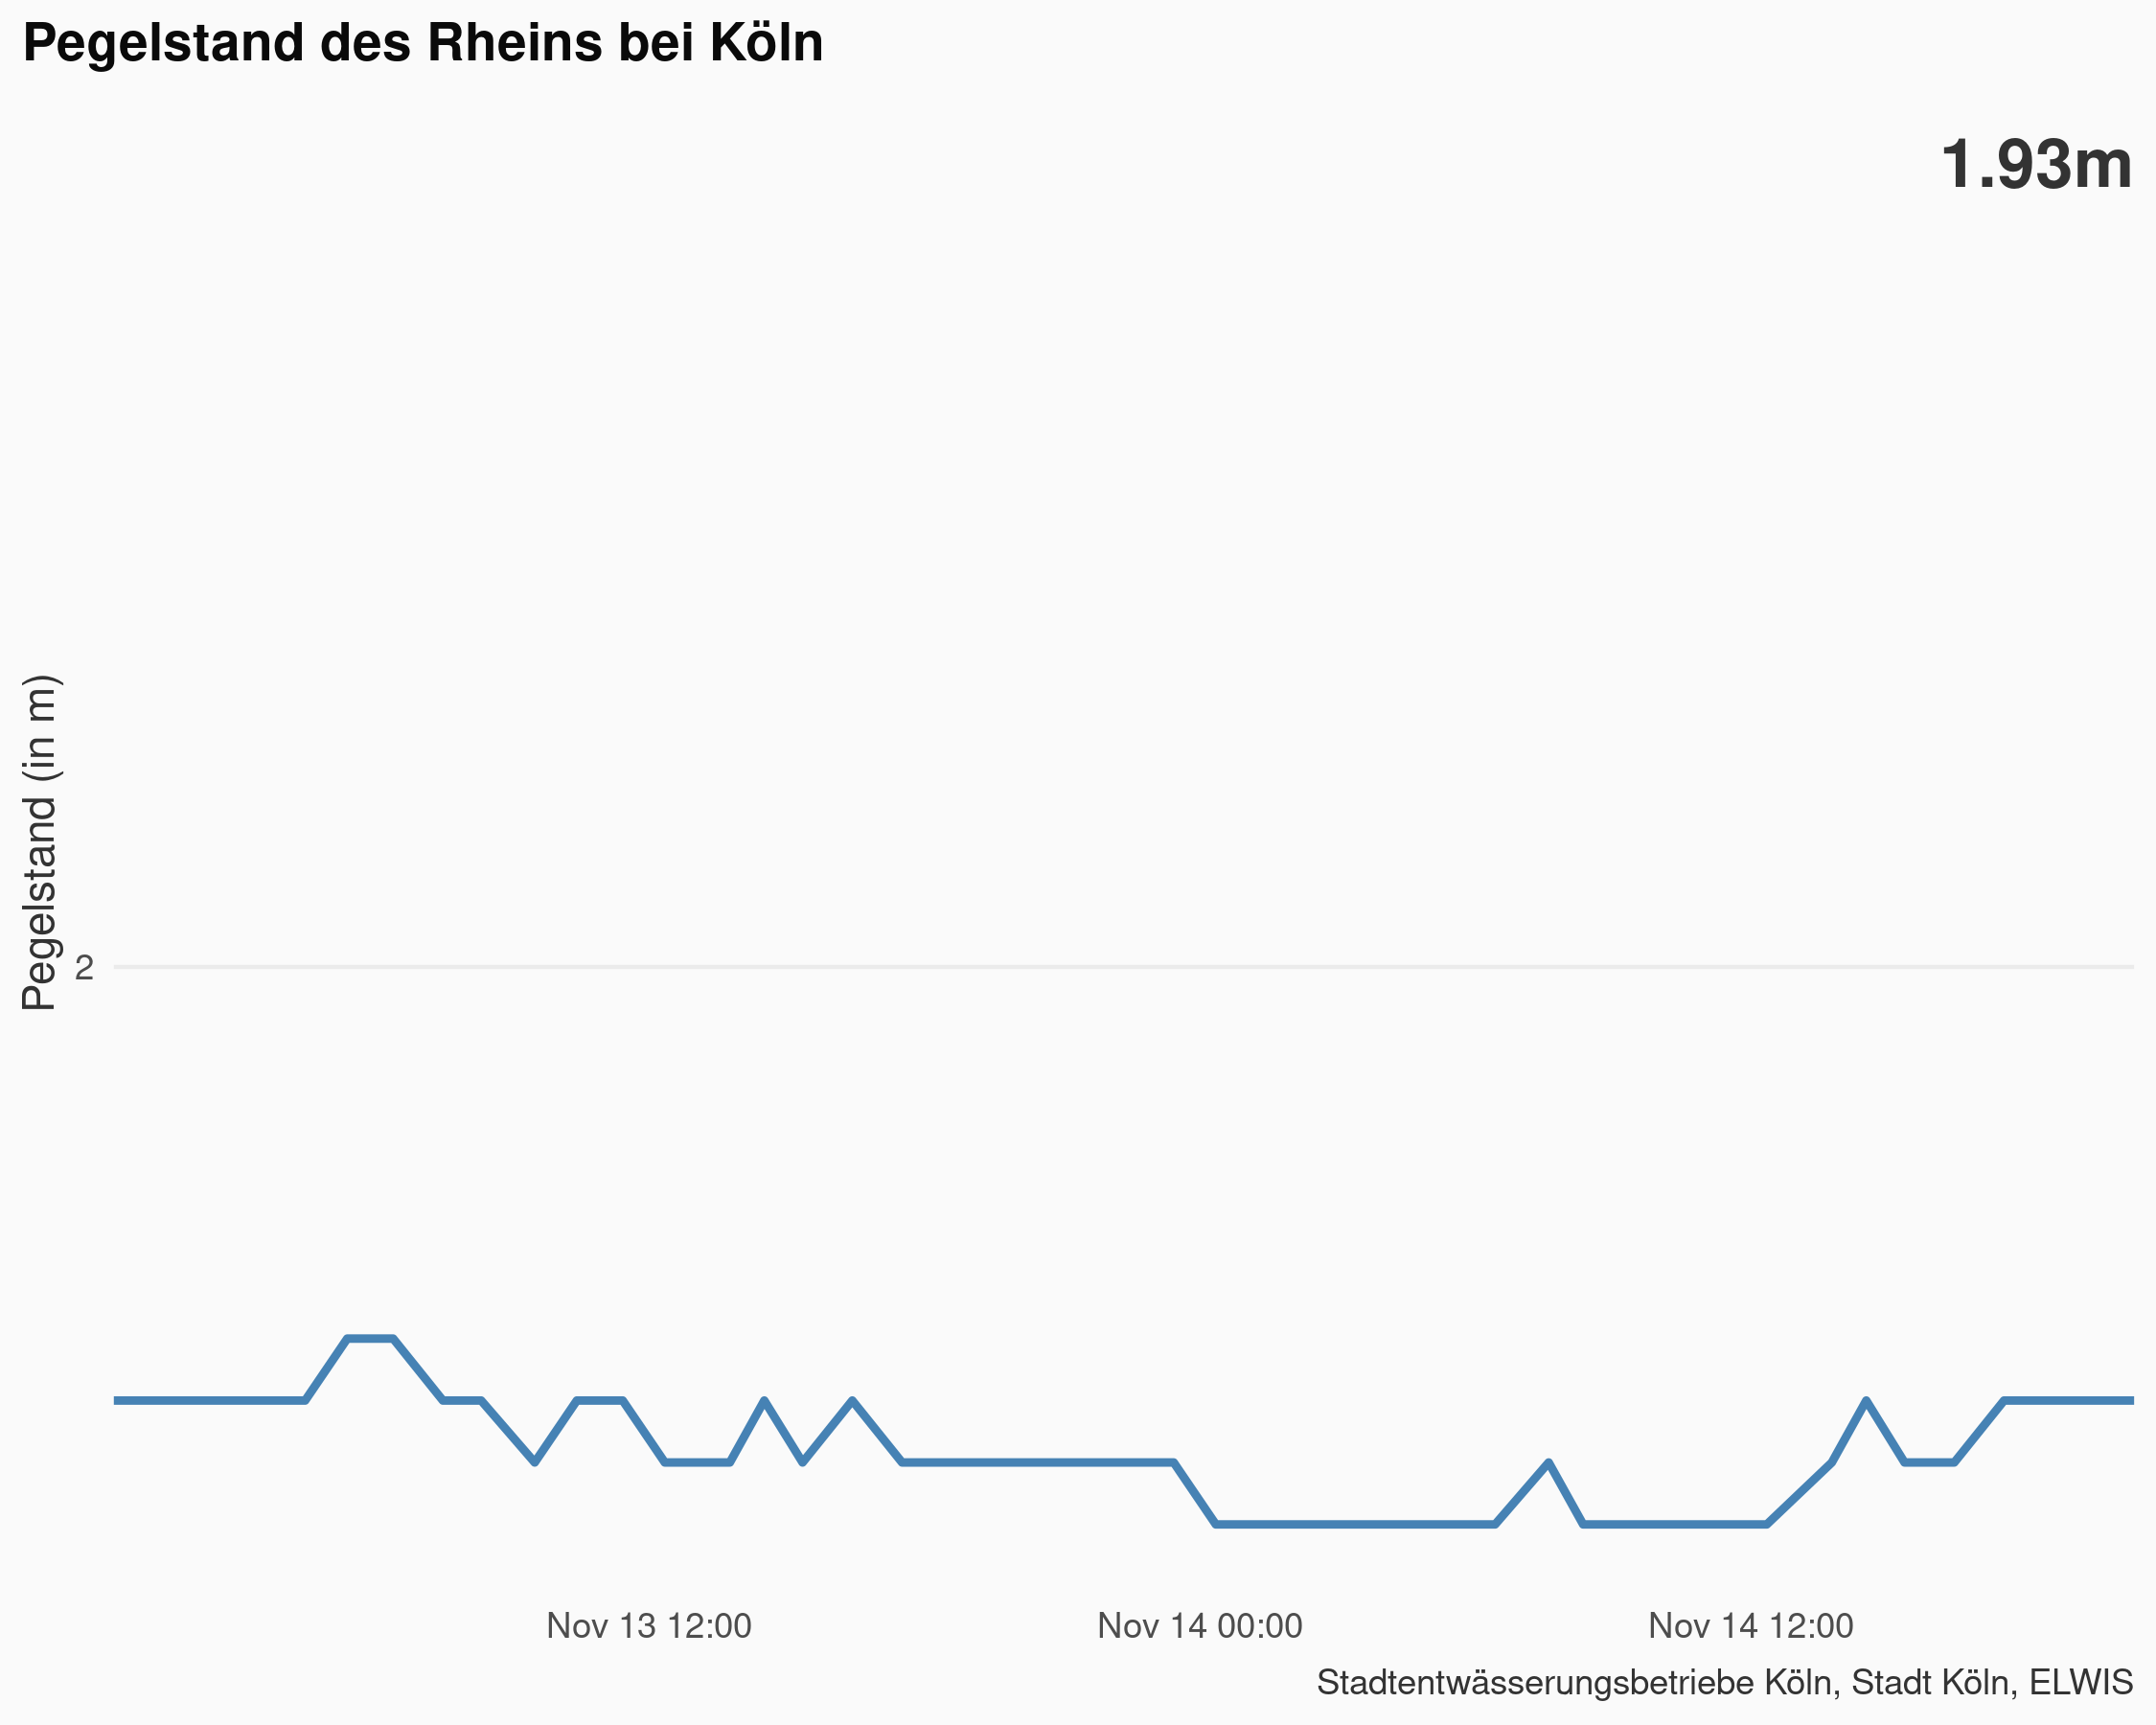 Pegelstand des Rheins bei Köln
1.93m
Pegelstand (in m)
2
Nov 13 12:00
Nov 14 00:00
Nov 14 12:00
Stadtentwässerungsbetriebe Köln, Stadt Köln, ELWIS